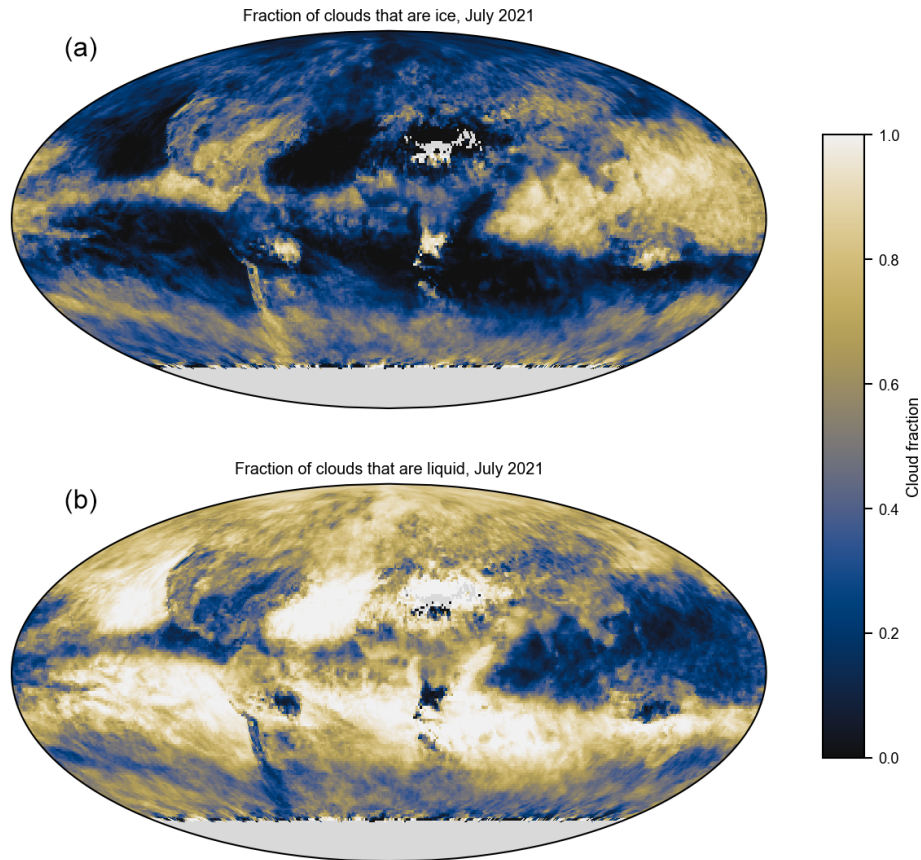 Fraction of clouds that are ice, July 2021
(a)
1.0
0.8
0.6
0.4
0.2
0.0
Cloud fraction
Fraction of clouds that are liquid, July 2021
(b)